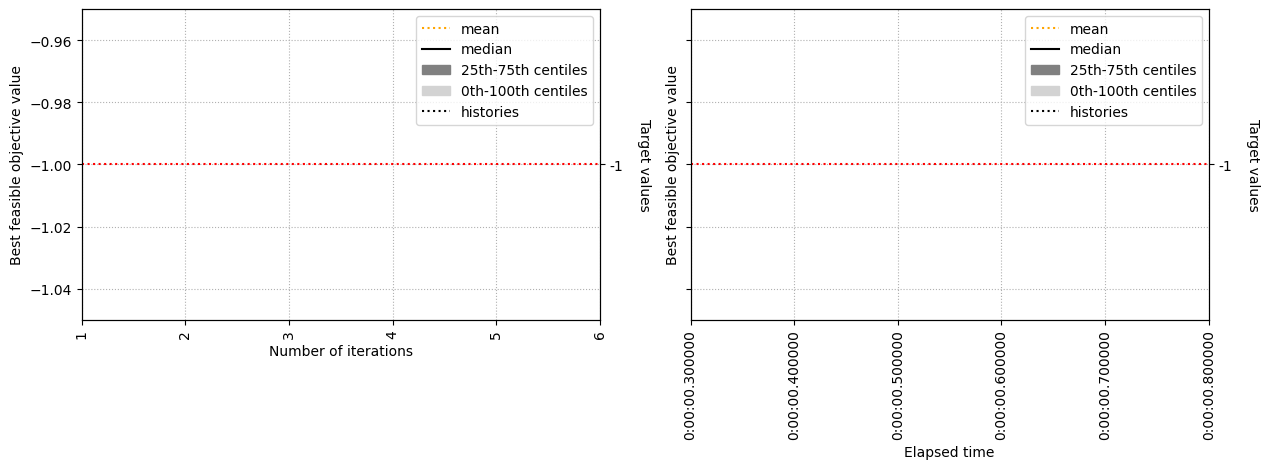 Best feasible objective value
−0.96
−0.98
−1.00
−1.02
−1.04
mean
median
25th-75th centiles
0th-100th centiles
histories
-1
Target values
1
2
3
4
5
6
Number of iterations
Best feasible objective value
mean
median
25th-75th centiles
0th-100th centiles
histories
-1
Target values
0:00:00.300000
0:00:00.400000
0:00:00.500000
0:00:00.600000
0:00:00.700000
0:00:00.800000
Elapsed time